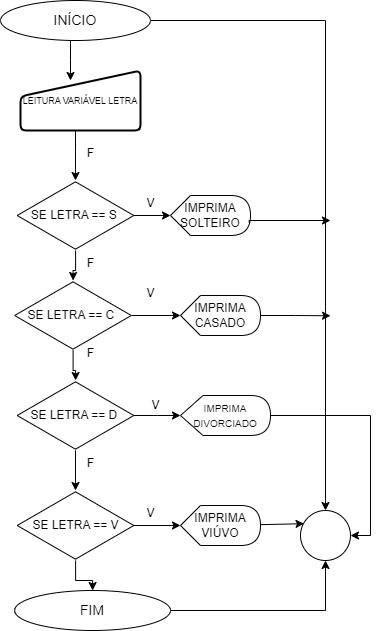 INÍCIO
LEITURA VARIÁVEL LETRA
F
SE LETRA == S
V
IMPRIMA
SOLTEIRO
F
SE LETRA == C
V
IMPRIMA
CASADO
F
SE LETRA == D
V
IMPRIMA
DIVORCIADO
F
SE LETRA == V
V
IMPRIMA
VIÚVO
FIM